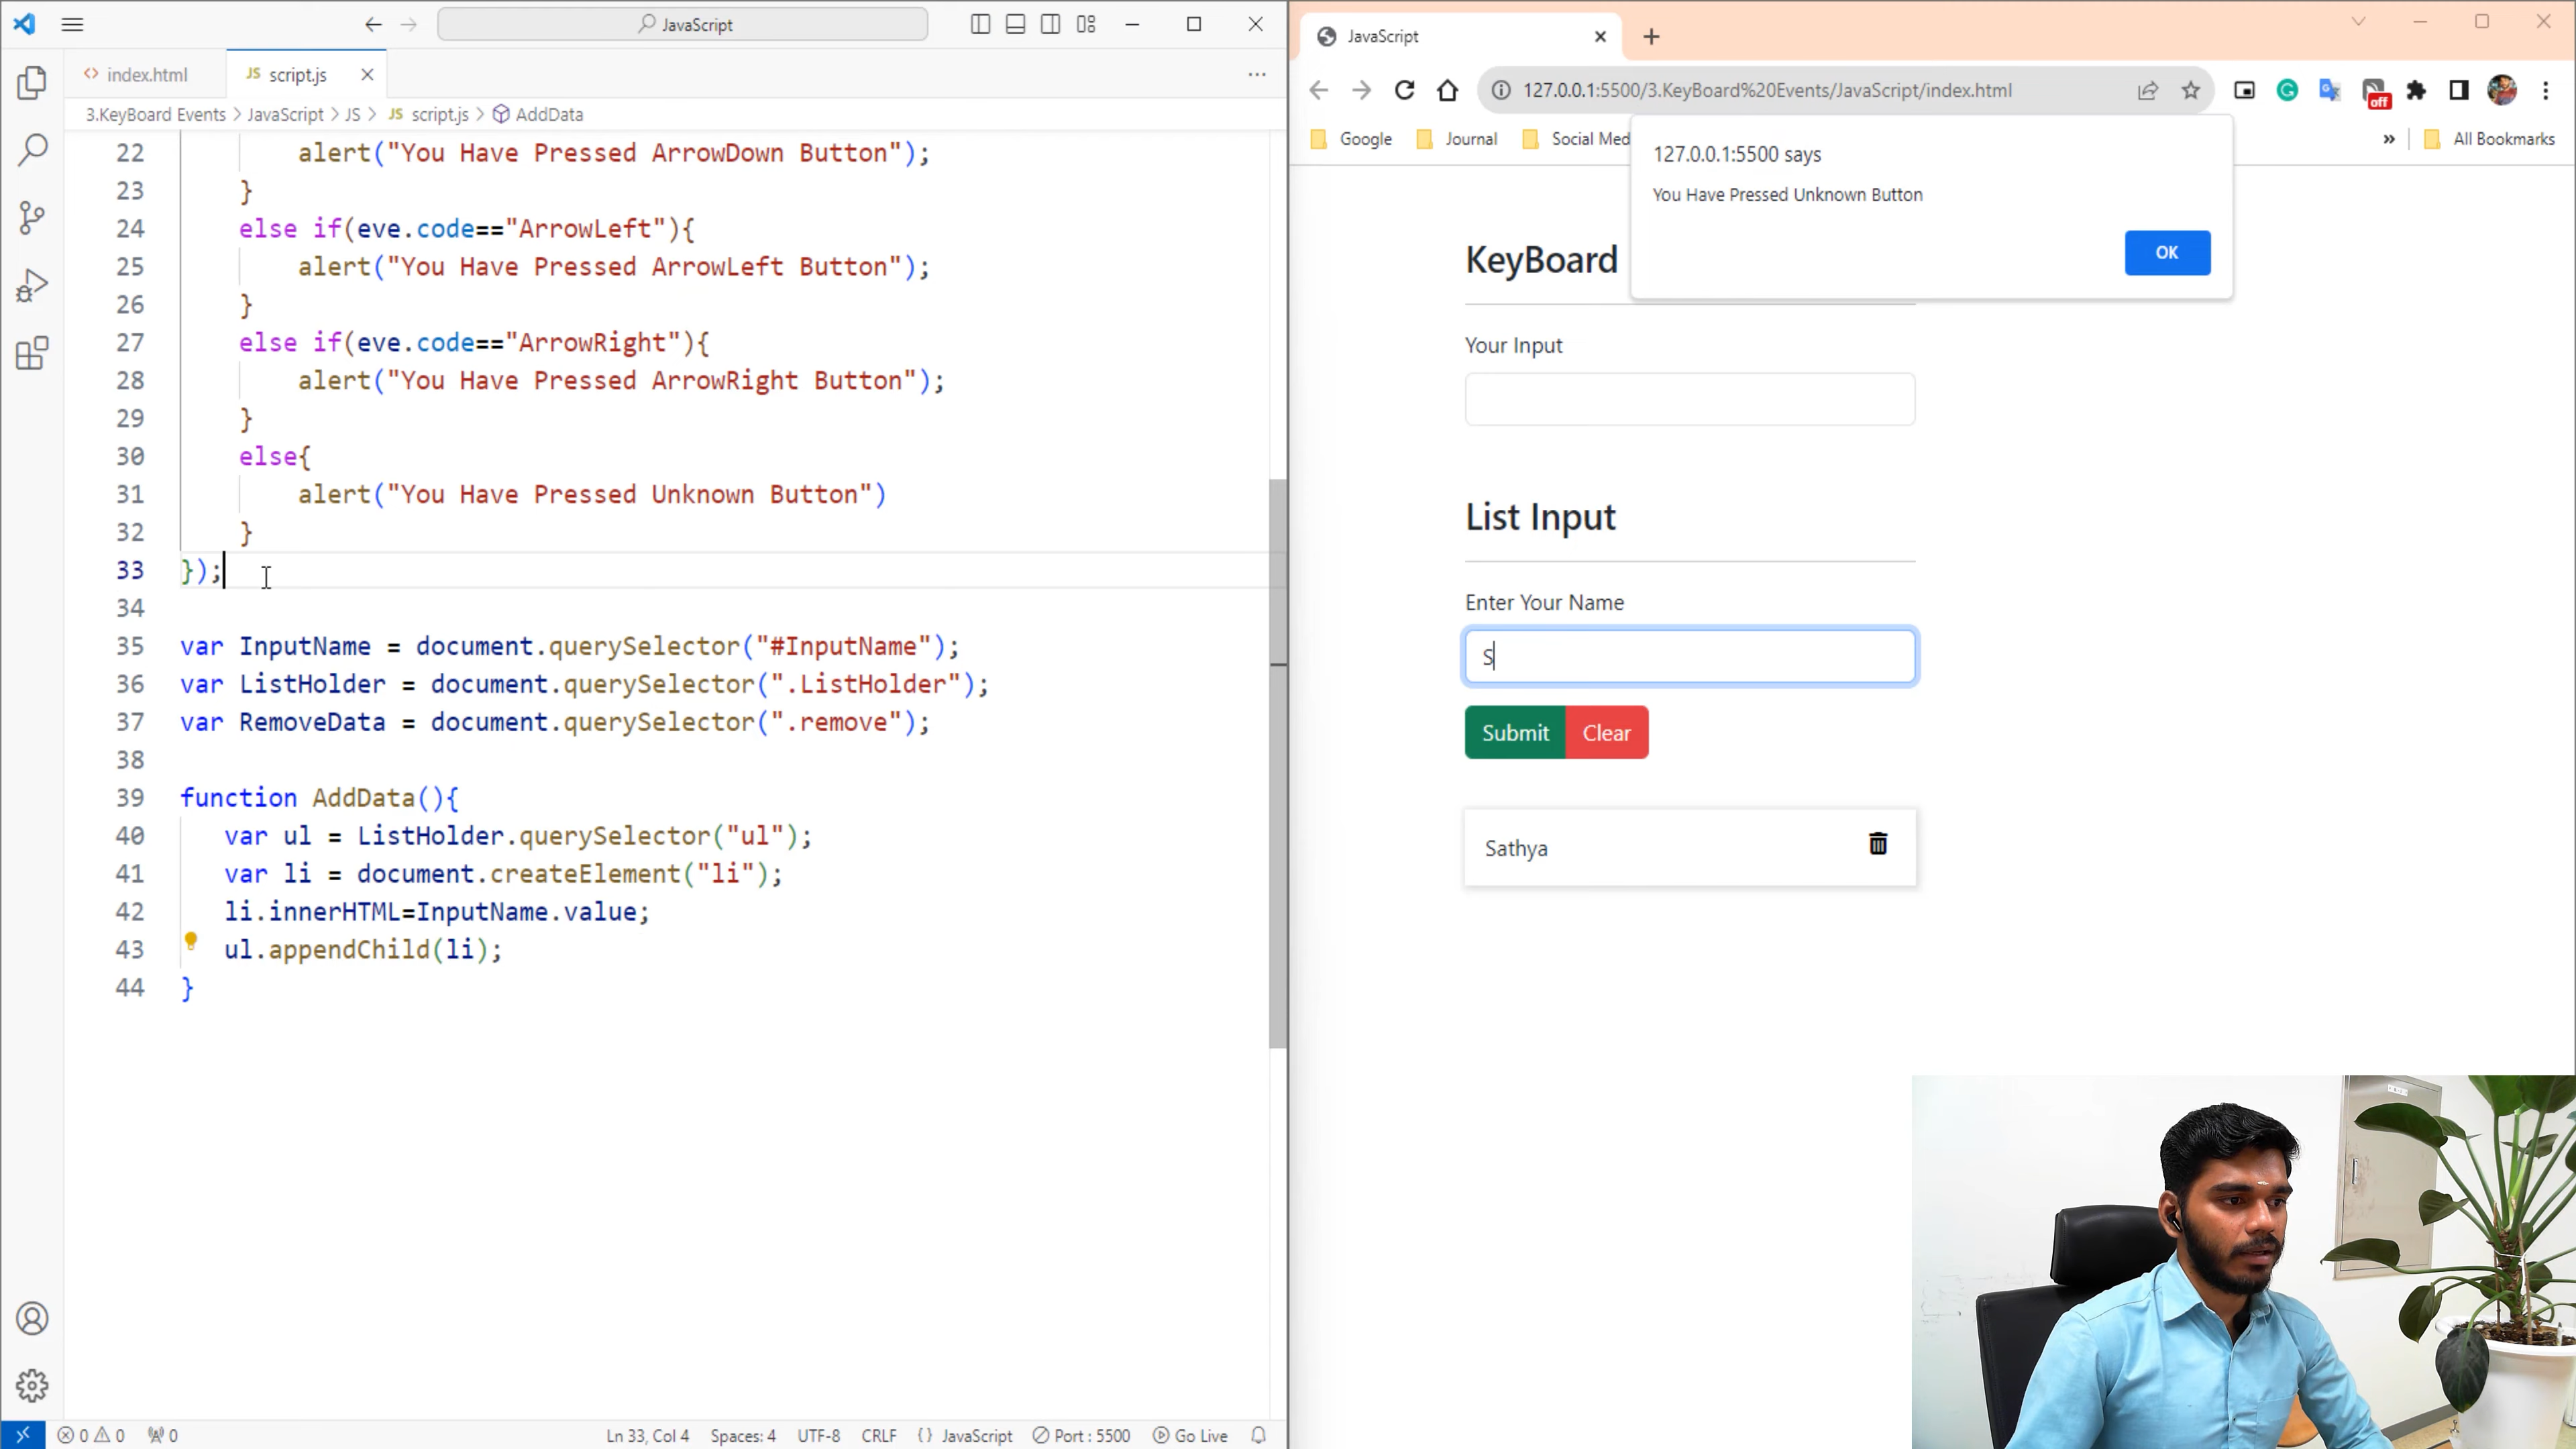 JavaScript
index.html
JS script.js
3.KeyBoard Events > JavaScript > JS > JS script.js > AddData
22 alert("You Have Pressed ArrowDown Button");
23 }
24 else if(eve.code=="ArrowLeft"){
25 alert("You Have Pressed ArrowLeft Button");
26 }
27 else if(eve.code=="ArrowRight"){
28 alert("You Have Pressed ArrowRight Button");
29 }
30 else{
31 alert("You Have Pressed Unknown Button")
32 }
33 });
34
35 var InputName = document.querySelector("#InputName");
36 var ListHolder = document.querySelector(".ListHolder");
37 var RemoveData = document.querySelector(".remove");
38
39 function AddData(){
40 var ul = ListHolder.querySelector("ul");
41 var li = document.createElement("li");
42 li.innerHTML=InputName.value;
43 ul.appendChild(li);
44 }
0 0 0
Ln 33, Col 4 Spaces: 4 UTF-8 CRLF {} JavaScript Port : 5500 Go Live
JavaScript
127.0.0.1:5500/3.KeyBoard%20Events/JavaScript/index.html
off
Google Journal Social Med
» All Bookmarks
127.0.0.1:5500 says
You Have Pressed Unknown Button
OK
KeyBoard
Your Input
List Input
Enter Your Name
S
Submit Clear
Sathya